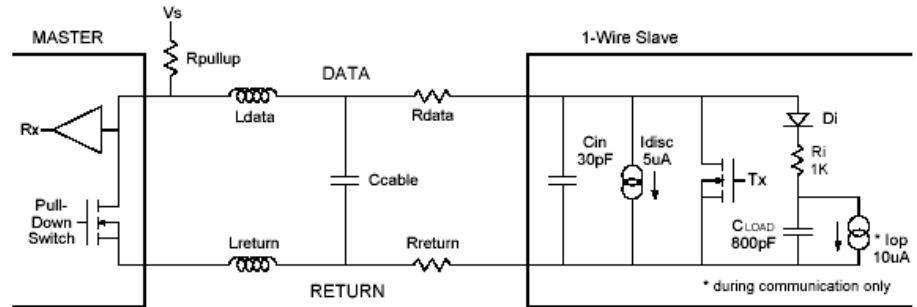 Vs
MASTER
1-Wire Slave
Rpullup
DATA
Rx
Ldata
Rdata
Di
Cin
30pF
Idisc
5uA
Ri
1K
Tx
Ccable
Pull-
Down
Switch
CLOAD
800pF
* Iop
10uA
Lreturn
Rreturn
RETURN
* during communication only